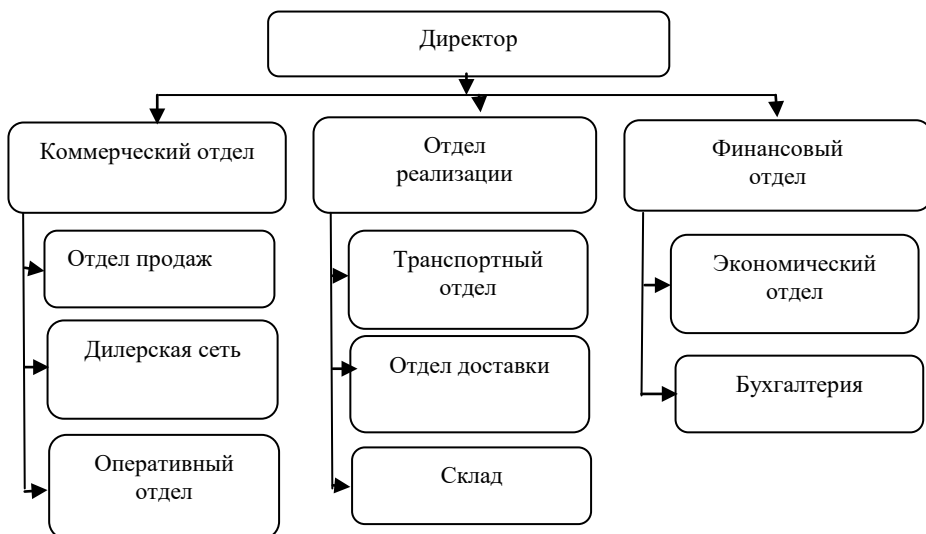 Директор
Коммерческий отдел
Отдел
реализации
Финансовый
отдел
Отдел продаж
Транспортный
отдел
Экономический
отдел
Дилерская сеть
Отдел доставки
Бухгалтерия
Оперативный
отдел
Склад